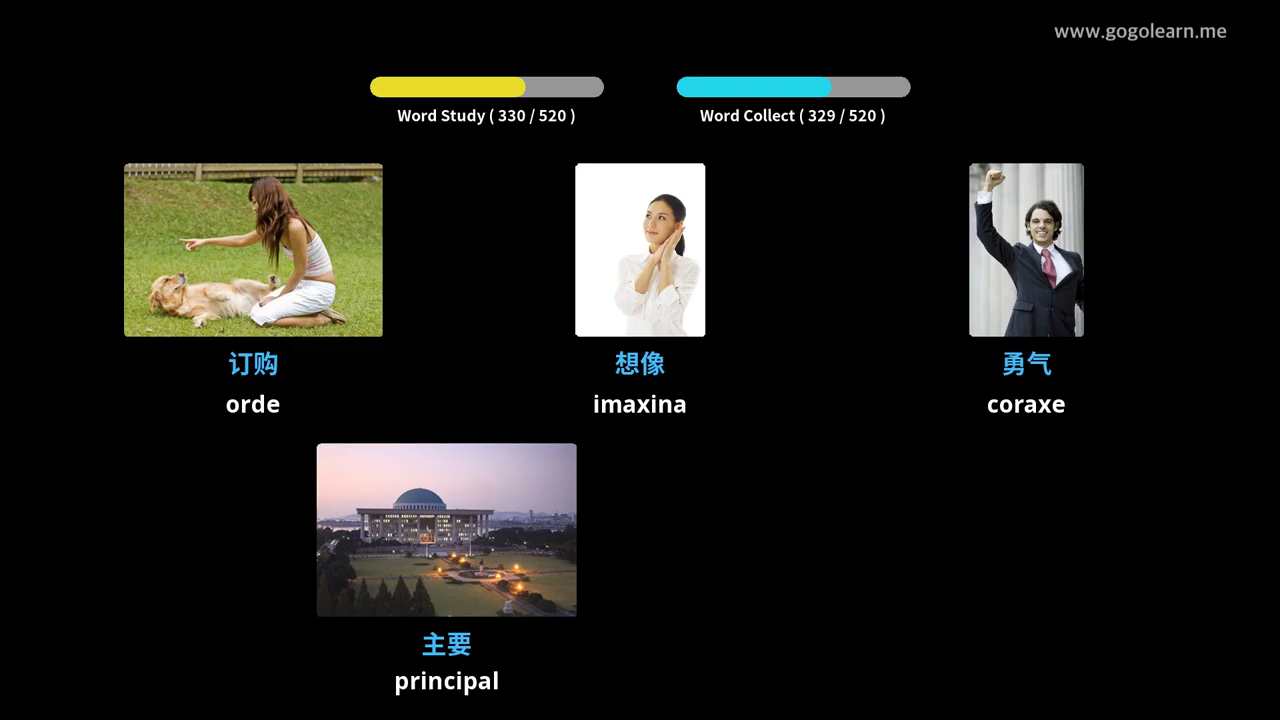 www.gogolearn.me
Word Study ( 330 / 520 )
Word Collect ( 329 / 520 )
订购
orde
想像
imaxina
勇气
coraxe
主要
principal